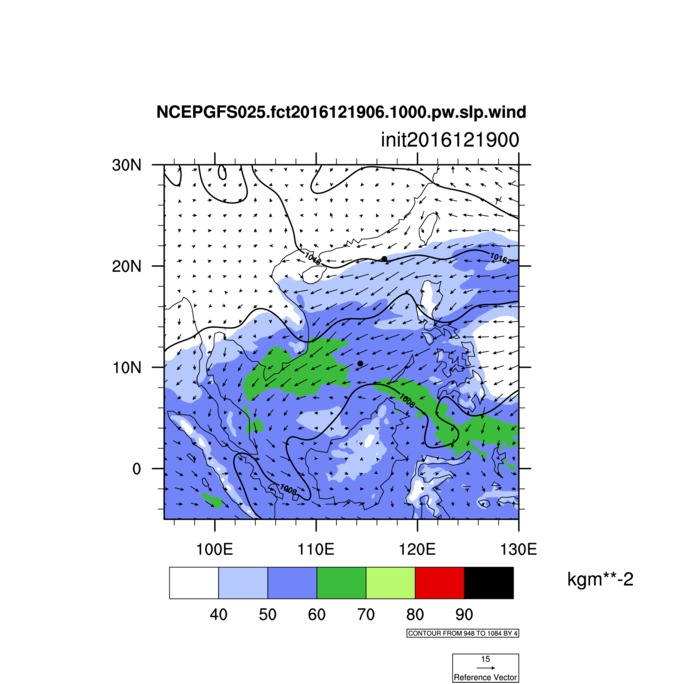 NCEPGFS025.fct2016121906.1000.pw.slp.wind
init2016121900
30N
20N
10N
0
1016
1016
1008
1008
100E
110E
120E
130E
kgm**-2
40 50 60 70 80 90
CONTOUR FROM 948 TO 1084 BY 4
15
Reference Vector